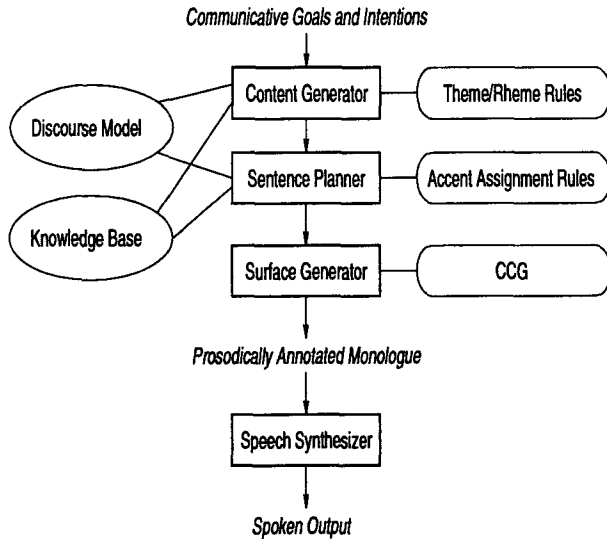 Communicative Goals and Intentions
Content Generator
Theme/Rheme Rules
Discourse Model
Sentence Planner
Accent Assignment Rules
Knowledge Base
Surface Generator
CCG
Prosodically Annotated Monologue
Speech Synthesizer
Spoken Output